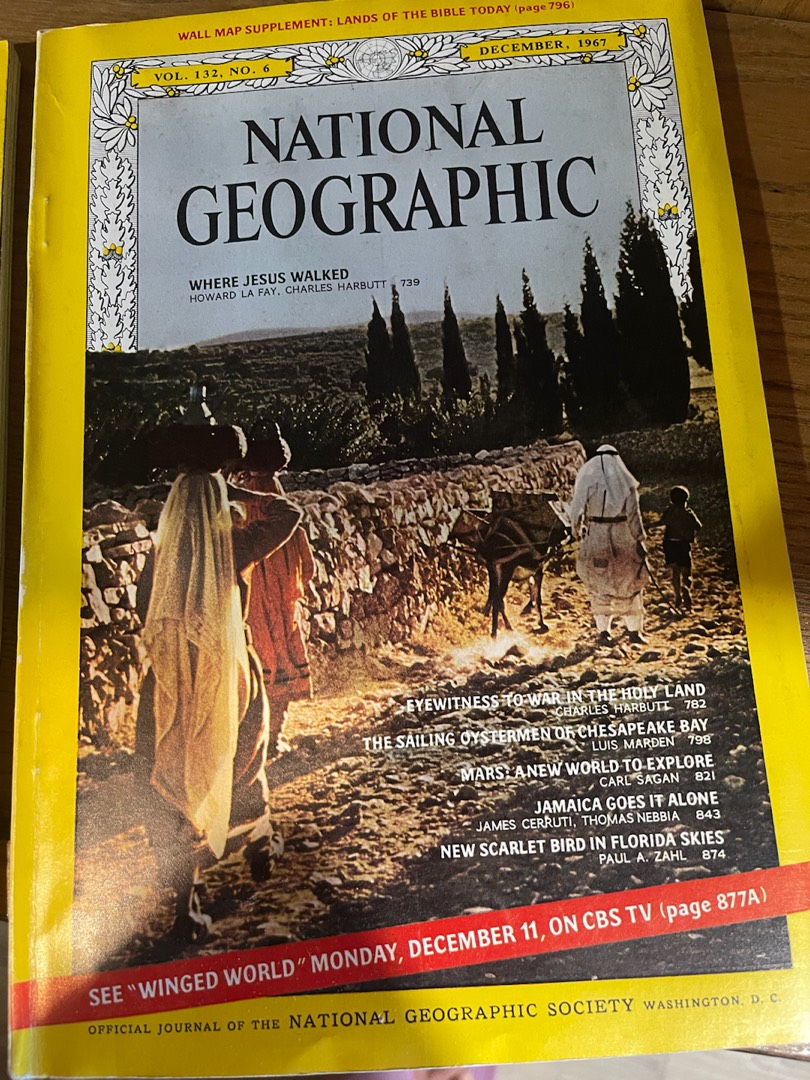 WALL MAP SUPPLEMENT: LANDS OF THE BIBLE TODAY (page 796)
VOL. 132, NO. 6
DECEMBER, 1967
NATIONAL
GEOGRAPHIC
WHERE JESUS WALKED
HOWARD LA FAY, CHARLES HARBUTT 739
EYEWITNESS TO WAR IN THE HOLY LAND
CHARLES HARBUTT 782
THE SAILING OYSTERMEN OF CHESAPEAKE BAY
LUIS MARDEN 798
MARS: A NEW WORLD TO EXPLORE
CARL SAGAN 821
JAMAICA GOES IT ALONE
JAMES CERRUTI, THOMAS NEBBIA 843
NEW SCARLET BIRD IN FLORIDA SKIES
PAUL A. ZAHL 874
SEE "WINGED WORLD" MONDAY, DECEMBER 11, ON CBS TV (page 877A)
OFFICIAL JOURNAL OF THE NATIONAL GEOGRAPHIC SOCIETY WASHINGTON, D. C.